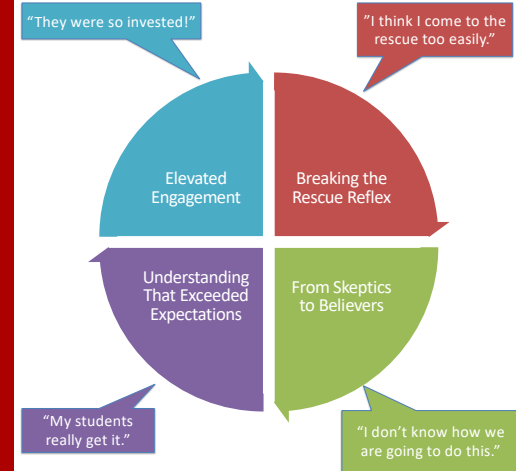 “They were so invested!”
”I think I come to the
rescue too easily.”
Elevated
Engagement
Breaking the
Rescue Reflex
Understanding
That Exceeded
Expectations
From Skeptics
to Believers
“My students
really get it.”
“I don’t know how we
are going to do this.”